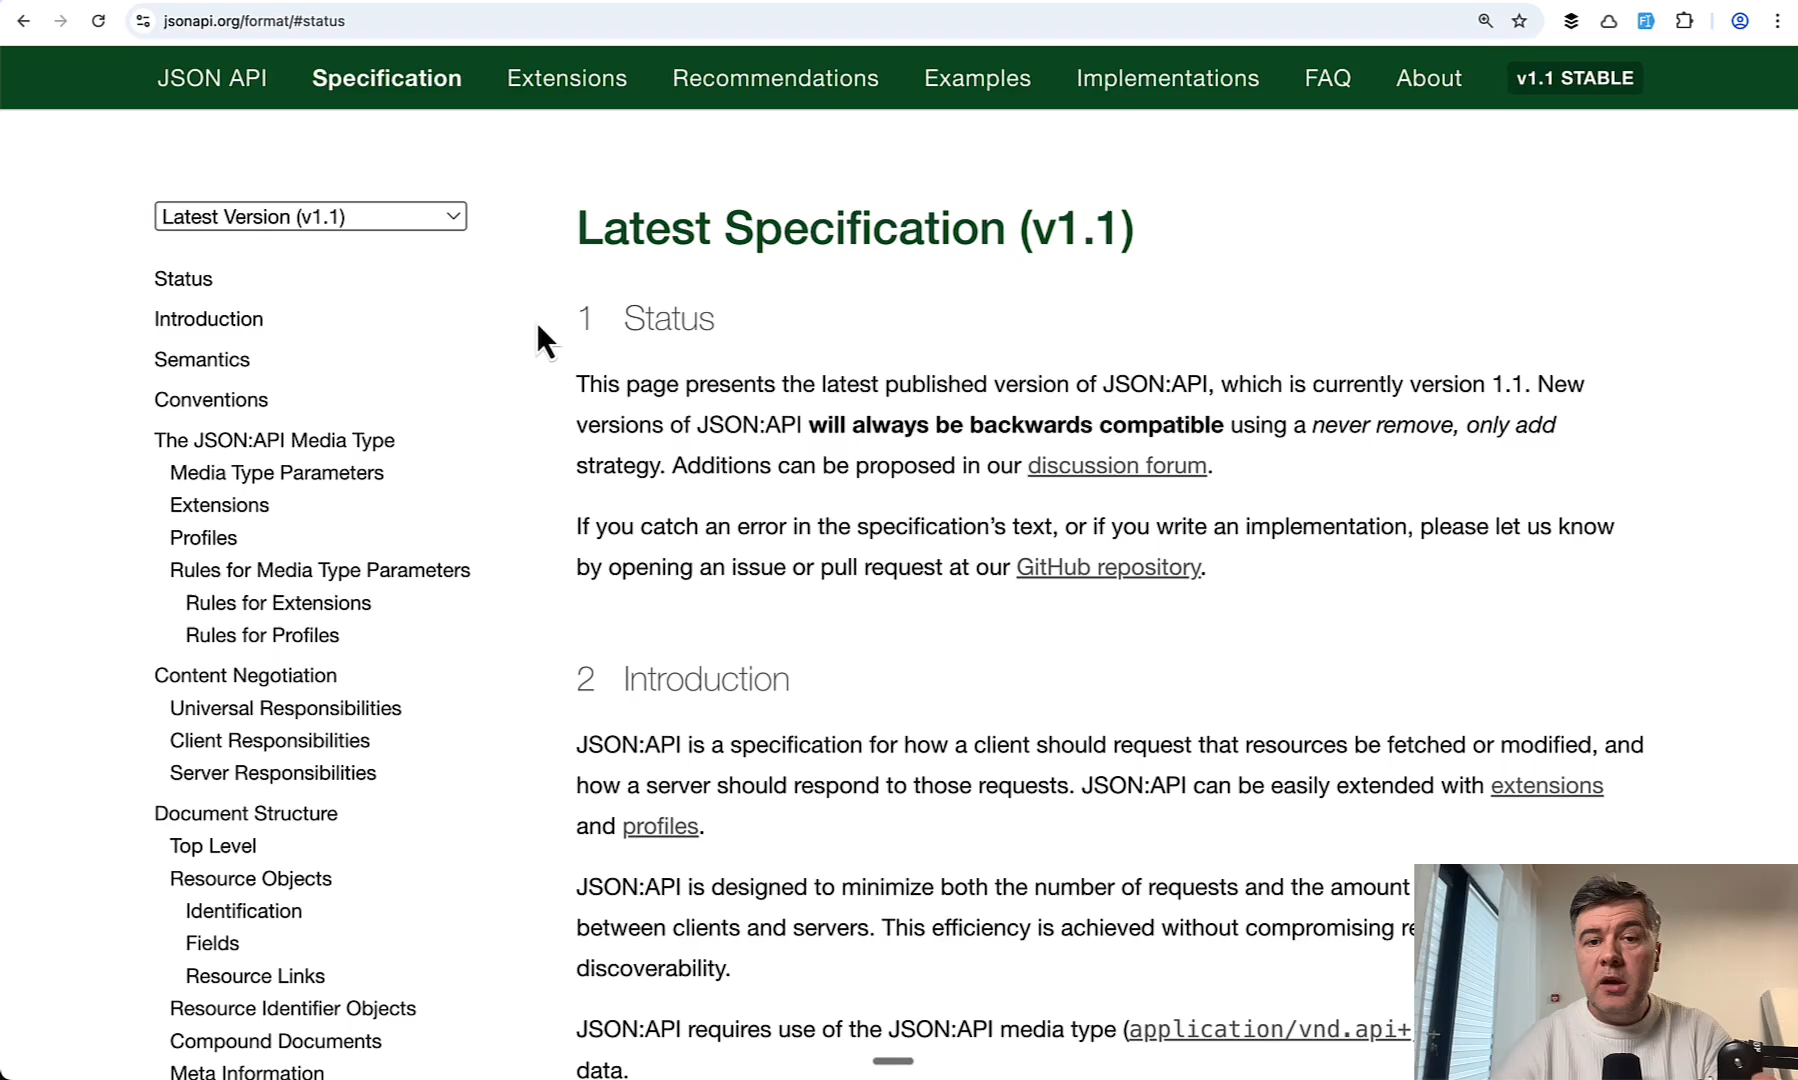 jsonapi.org/format/#status
JSON API Specification Extensions Recommendations Examples Implementations FAQ About v1.1 STABLE
Latest Version (v1.1)
Status
Introduction
Semantics
Conventions
The JSON:API Media Type
Media Type Parameters
Extensions
Profiles
Rules for Media Type Parameters
Rules for Extensions
Rules for Profiles
Content Negotiation
Universal Responsibilities
Client Responsibilities
Server Responsibilities
Document Structure
Top Level
Resource Objects
Identification
Fields
Resource Links
Resource Identifier Objects
Compound Documents
Meta Information
Latest Specification (v1.1)
1 Status
This page presents the latest published version of JSON:API, which is currently version 1.1. New
versions of JSON:API will always be backwards compatible using a never remove, only add
strategy. Additions can be proposed in our discussion forum.
If you catch an error in the specification’s text, or if you write an implementation, please let us know
by opening an issue or pull request at our GitHub repository.
2 Introduction
JSON:API is a specification for how a client should request that resources be fetched or modified, and
how a server should respond to those requests. JSON:API can be easily extended with extensions
and profiles.
JSON:API is designed to minimize both the number of requests and the amount
between clients and servers. This efficiency is achieved without compromising re
discoverability.
JSON:API requires use of the JSON:API media type (application/vnd.api+
data.